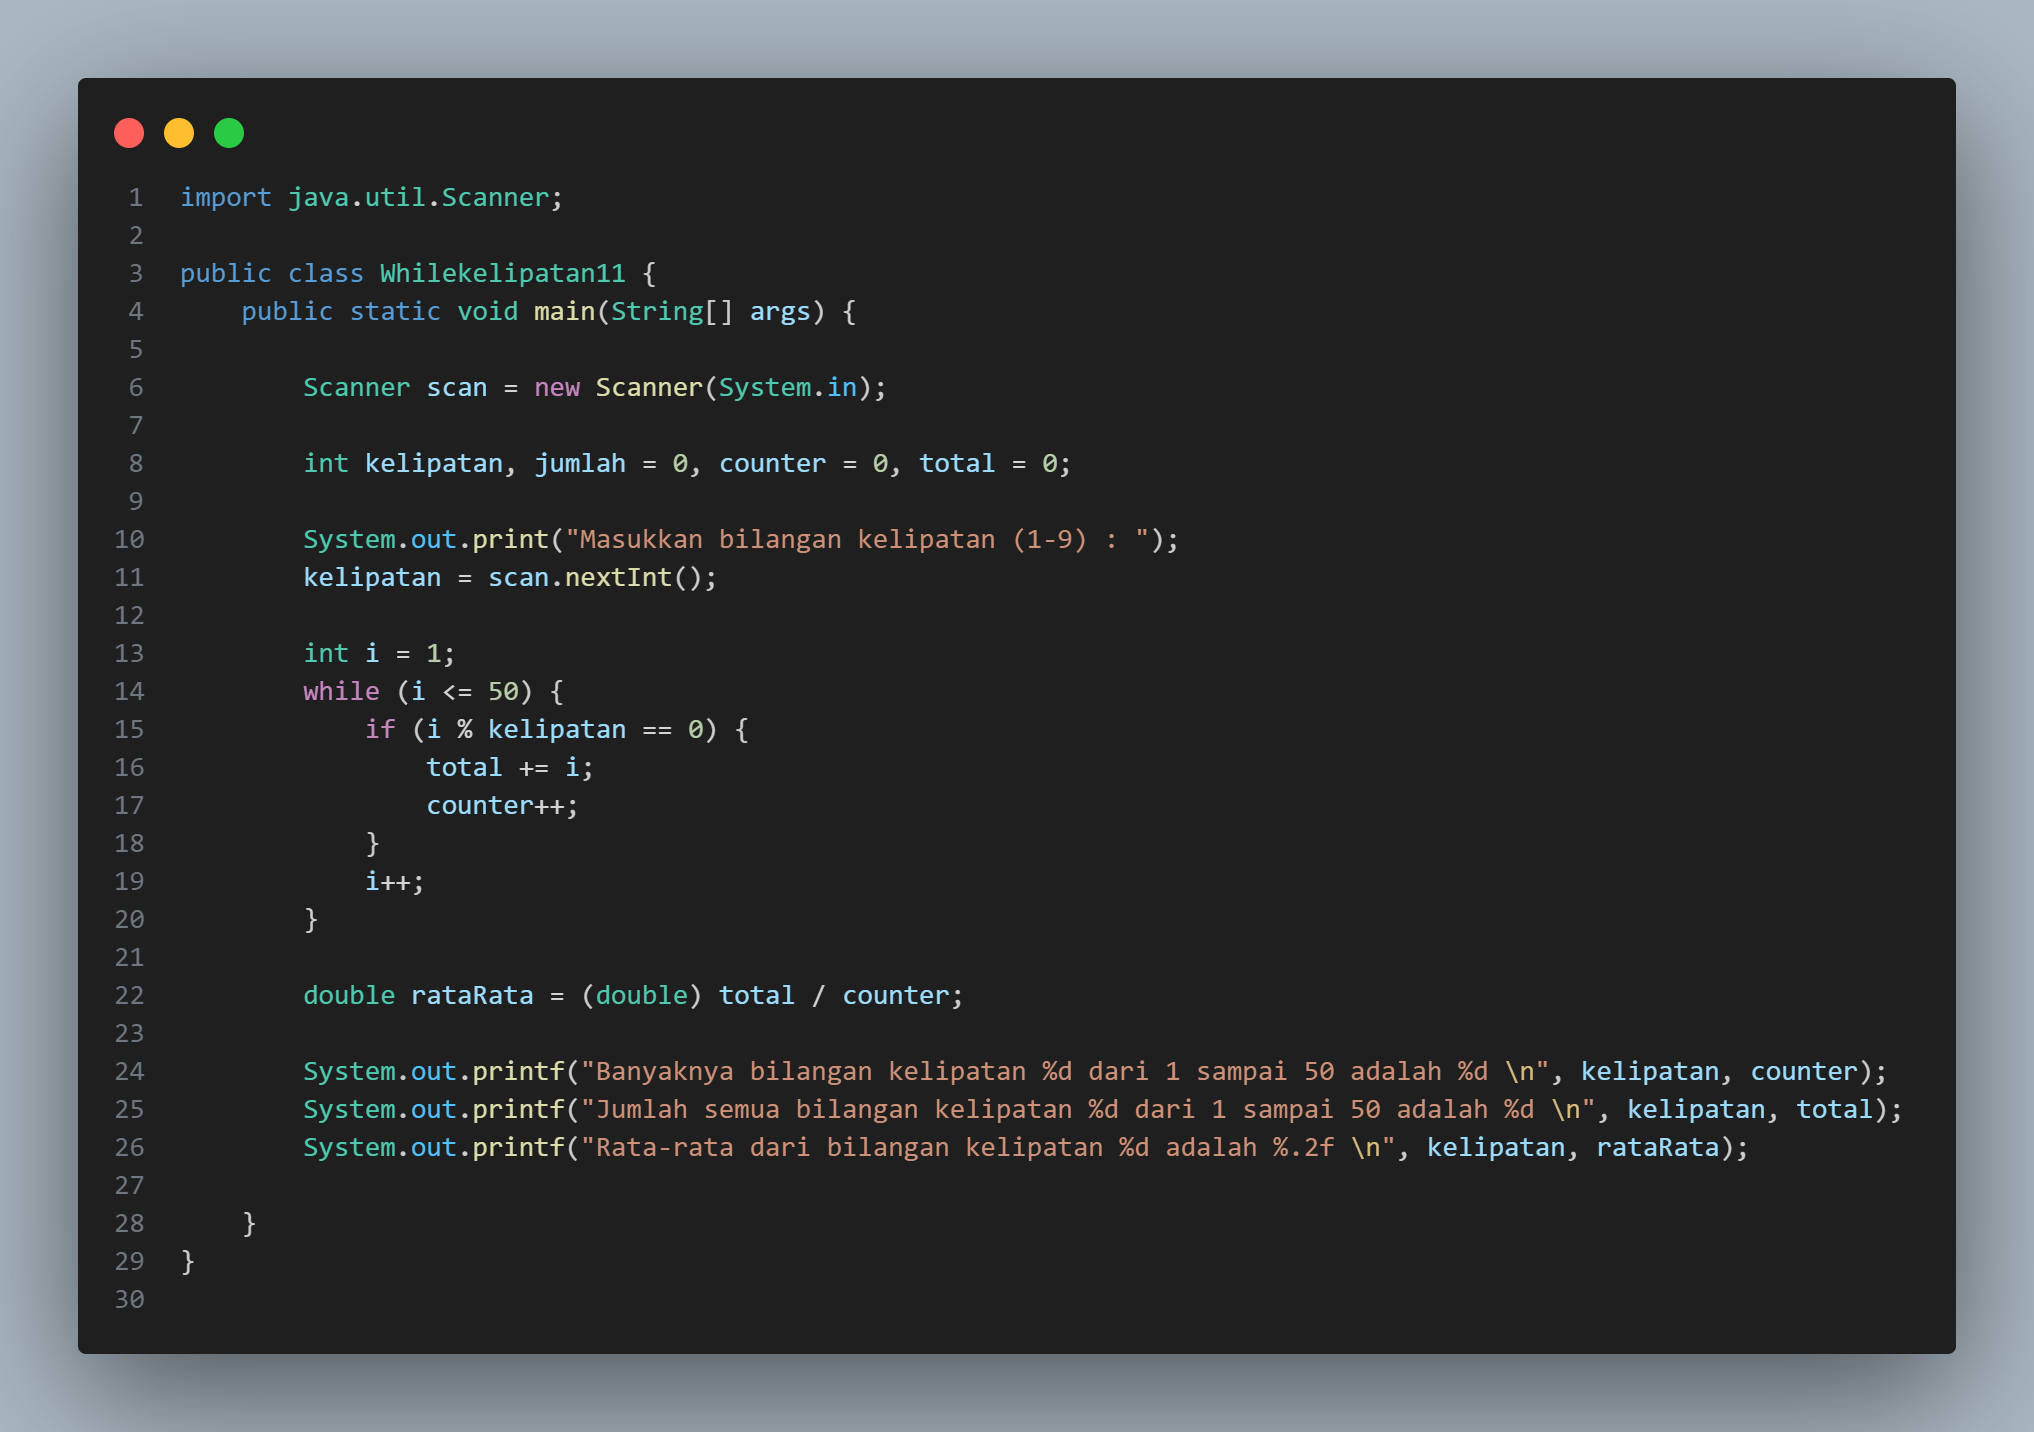 1 import java.util.Scanner;
2
3 public class Whilekelipatan11 {
4     public static void main(String[] args) {
5
6         Scanner scan = new Scanner(System.in);
7
8         int kelipatan, jumlah = 0, counter = 0, total = 0;
9
10         System.out.print("Masukkan bilangan kelipatan (1-9) : ");
11         kelipatan = scan.nextInt();
12
13         int i = 1;
14         while (i <= 50) {
15             if (i % kelipatan == 0) {
16                 total += i;
17                 counter++;
18             }
19             i++;
20         }
21
22         double rataRata = (double) total / counter;
23
24         System.out.printf("Banyaknya bilangan kelipatan %d dari 1 sampai 50 adalah %d \n", kelipatan, counter);
25         System.out.printf("Jumlah semua bilangan kelipatan %d dari 1 sampai 50 adalah %d \n", kelipatan, total);
26         System.out.printf("Rata-rata dari bilangan kelipatan %d adalah %.2f \n", kelipatan, rataRata);
27
28     }
29 }
30